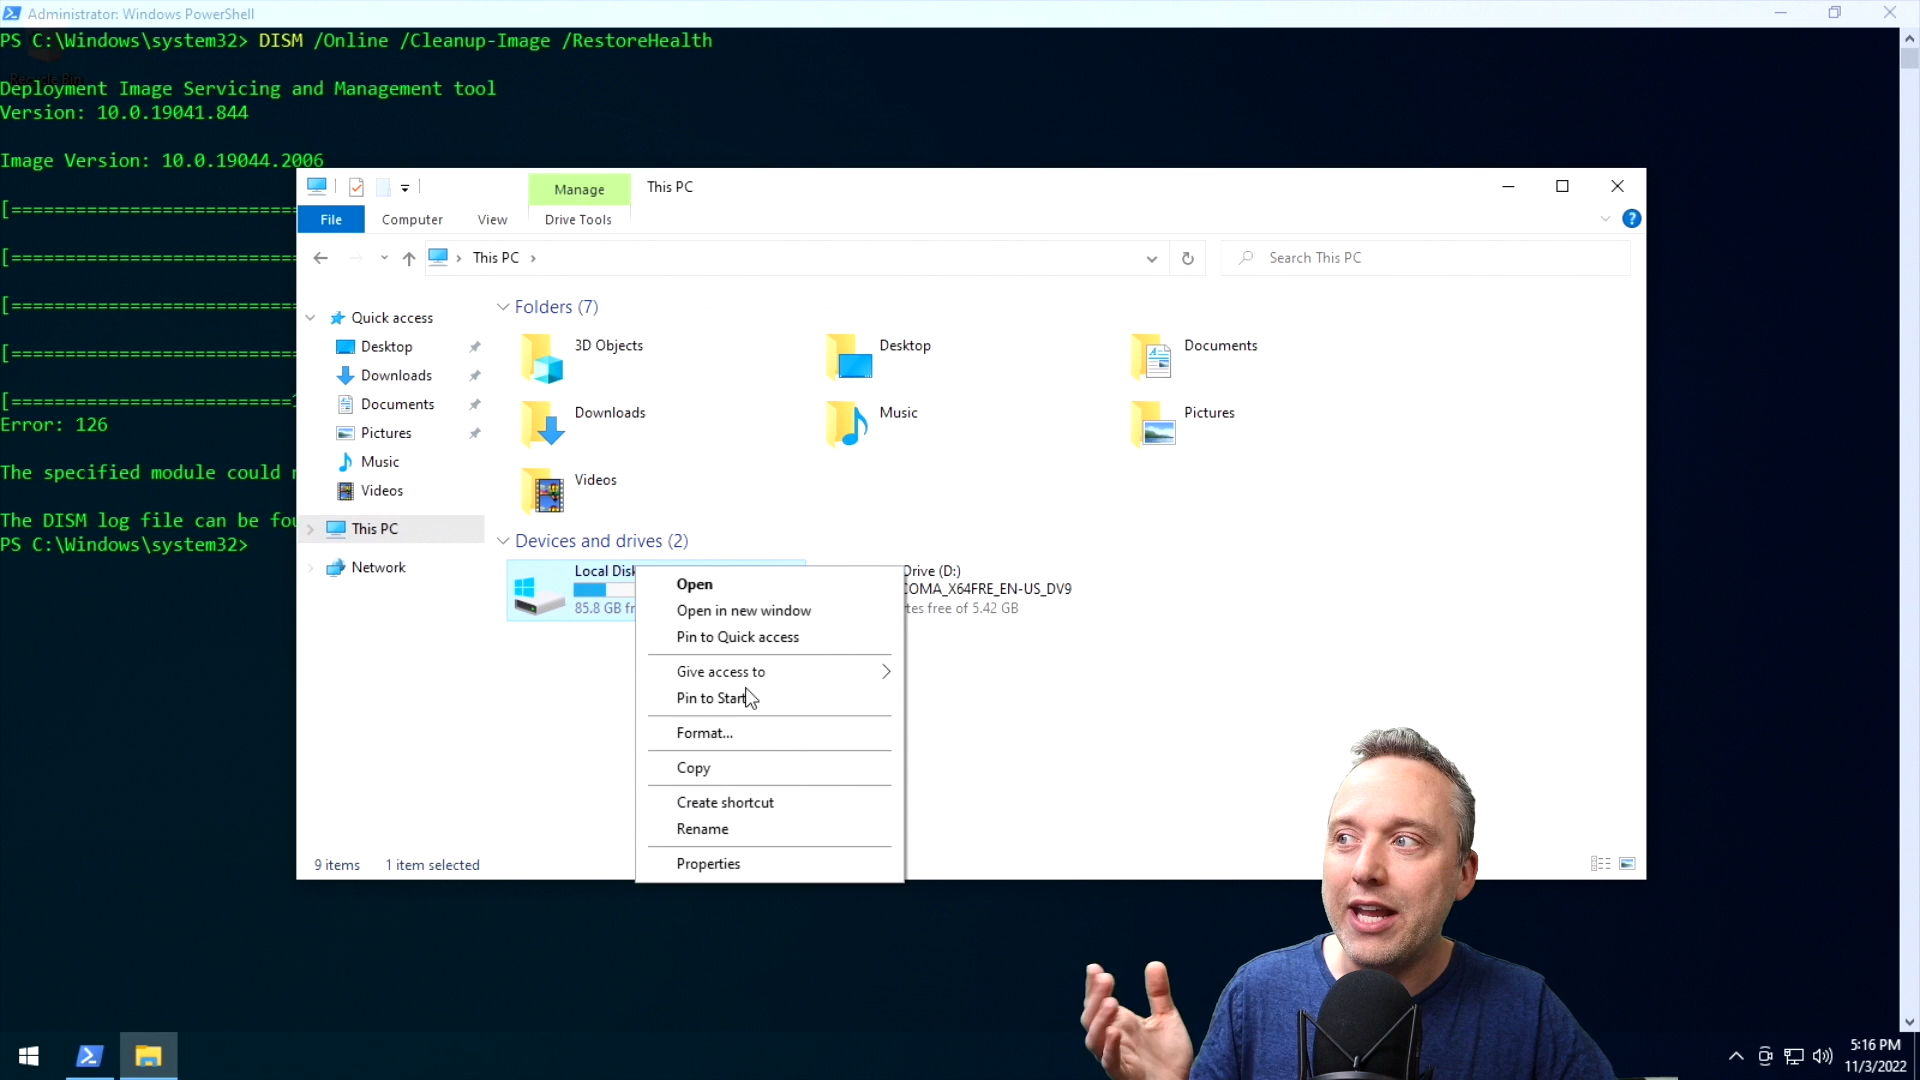 Administrator: Windows PowerShell
PS C:\Windows\system32> DISM /Online /Cleanup-Image /RestoreHealth
Deployment Image Servicing and Management tool
Version: 10.0.19041.844
Image Version: 10.0.19044.2006
[==========================
[==========================
[==========================
[==========================
[==========================
Error: 126
The specified module could
The DISM log file can be fou
PS C:\Windows\system32>
Manage
This PC
File
Computer
View
Drive Tools
This PC
Search This PC
Quick access
Desktop
Downloads
Documents
Pictures
Music
Videos
This PC
Network
Folders (7)
3D Objects
Desktop
Documents
Downloads
Music
Pictures
Videos
Devices and drives (2)
Local Disk
85.8 GB fr
Drive (D:)
COMA_X64FRE_EN-US_DV9
tes free of 5.42 GB
Open
Open in new window
Pin to Quick access
Give access to
Pin to Start
Format...
Copy
Create shortcut
Rename
Properties
9 items
1 item selected
5:16 PM
11/3/2022